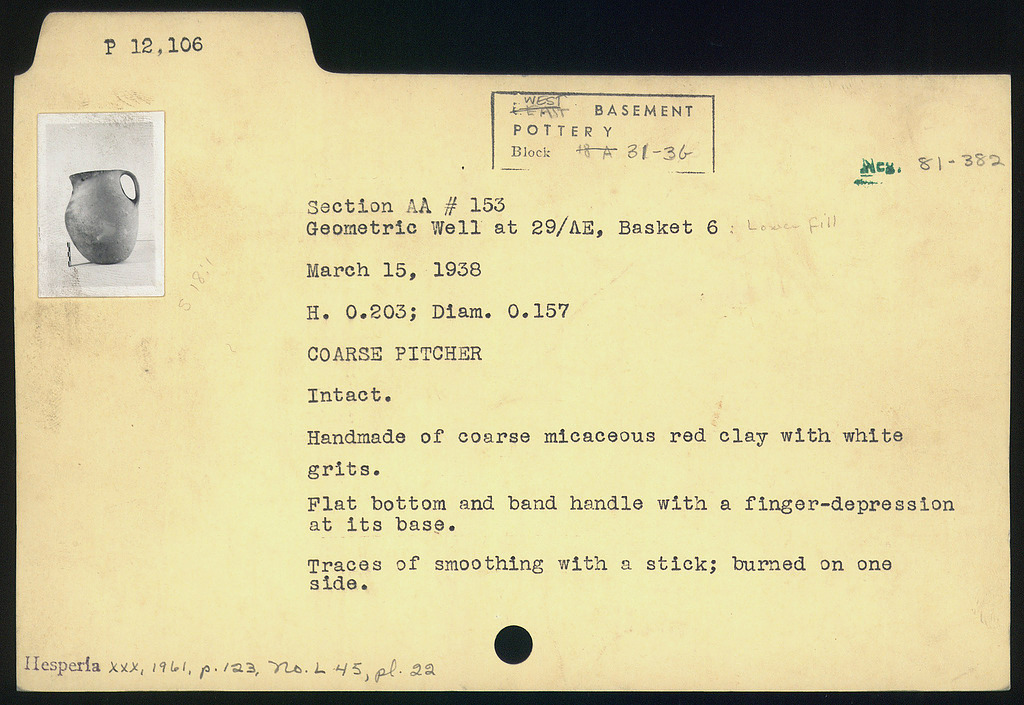 P 12,106
WEST BASEMENT
POTTERY
Block 18 A 31-36
Neg. 81-382
Section AA # 153
Geometric Well at 29/ΛE, Basket 6 : Lower fill
March 15, 1938
H. 0.203; Diam. 0.157
COARSE PITCHER
Intact.
Handmade of coarse micaceous red clay with white
grits.
Flat bottom and band handle with a finger-depression
at its base.
Traces of smoothing with a stick; burned on one
side.
Hesperia XXX, 1961, p. 123, No. L 45, pl. 22